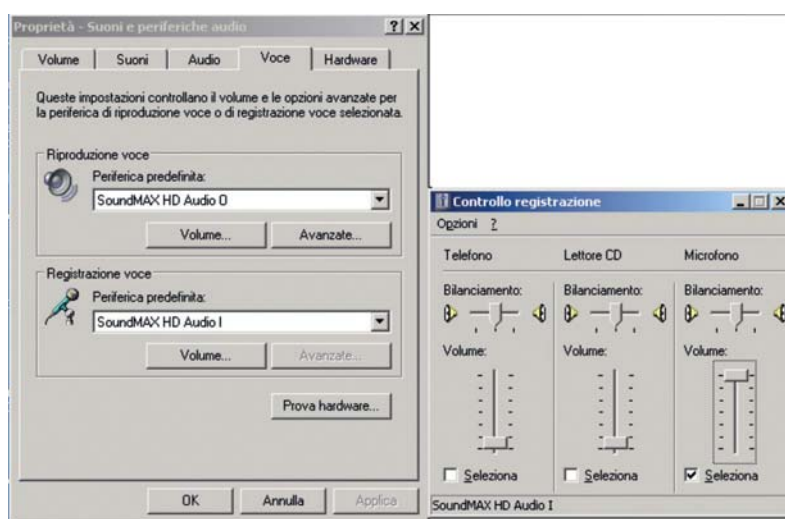 Proprietà - Suoni e periferiche audio
Volume Suoni Audio Voce Hardware
Queste impostazioni controllano il volume e le opzioni avanzate per
la periferica di riproduzione voce o di registrazione voce selezionata.
Riproduzione voce
Periferica predefinita:
SoundMAX HD Audio O
Volume... Avanzate...
Registrazione voce
Periferica predefinita:
SoundMAX HD Audio I
Volume... Avanzate...
Prova hardware...
OK Annulla Applica
Controllo registrazione
Opzioni ?
Telefono Lettore CD Microfono
Bilanciamento: Bilanciamento: Bilanciamento:
Volume: Volume: Volume:
Seleziona Seleziona Seleziona
SoundMAX HD Audio I